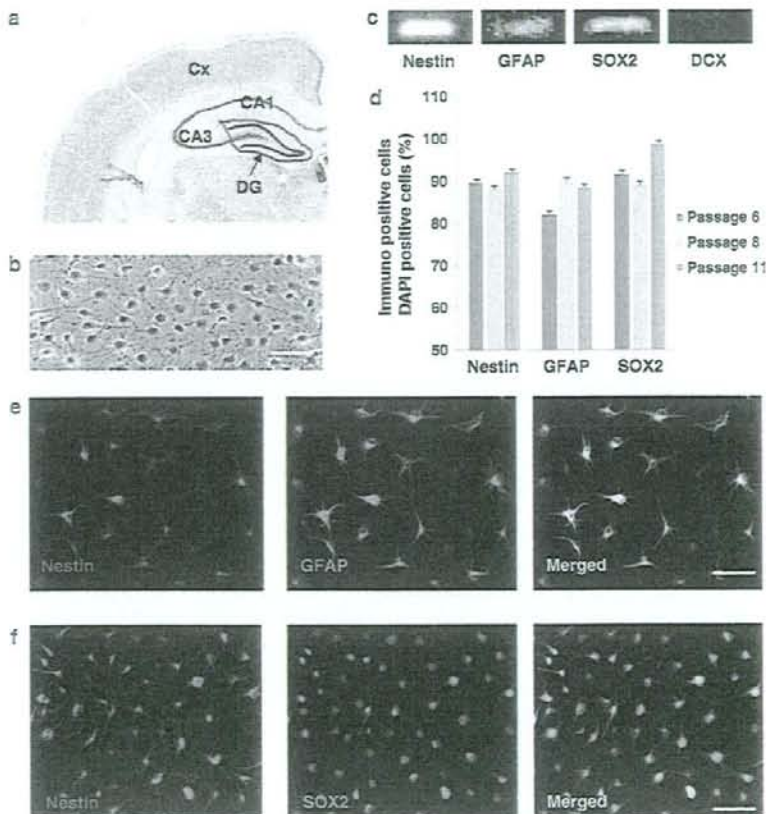 a
Cx
CA1
CA3
DG
b
c
Nestin
GFAP
SOX2
DCX
d
Immuno positive cells
DAPI positive cells (%)
110
100
90
80
70
60
50
Nestin
GFAP
SOX2
Passage 6
Passage 8
Passage 11
e
Nestin
GFAP
Merged
f
Nestin
SOX2
Merged